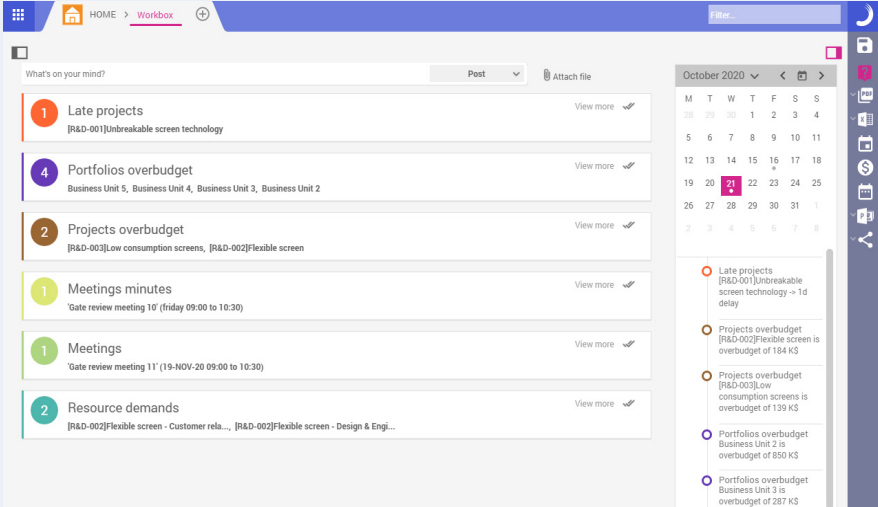 HOME > Workbox
Filter...
What's on your mind?
Post
Attach file
1
Late projects
View more
[R&D-001]Unbreakable screen technology
4
Portfolios overbudget
View more
Business Unit 5, Business Unit 4, Business Unit 3, Business Unit 2
2
Projects overbudget
View more
[R&D-003]Low consumption screens, [R&D-002]Flexible screen
1
Meetings minutes
View more
'Gate review meeting 10' (friday 09:00 to 10:30)
1
Meetings
View more
'Gate review meeting 11' (19-NOV-20 09:00 to 10:30)
2
Resource demands
View more
[R&D-002]Flexible screen - Customer rela..., [R&D-002]Flexible screen - Design & Engi...
October 2020
M T W T F S S
28 29 30 1 2 3 4
5 6 7 8 9 10 11
12 13 14 15 16 17 18
19 20 21 22 23 24 25
26 27 28 29 30 31 1
2 3 4 5 6 7 8
Late projects
[R&D-001]Unbreakable
screen technology -> 1d
delay
Projects overbudget
[R&D-002]Flexible screen is
overbudget of 184 K$
Projects overbudget
[R&D-003]Low
consumption screens is
overbudget of 139 K$
Portfolios overbudget
Business Unit 2 is
overbudget of 850 K$
Portfolios overbudget
Business Unit 3 is
overbudget of 287 K$
?
PDF
X
$
P